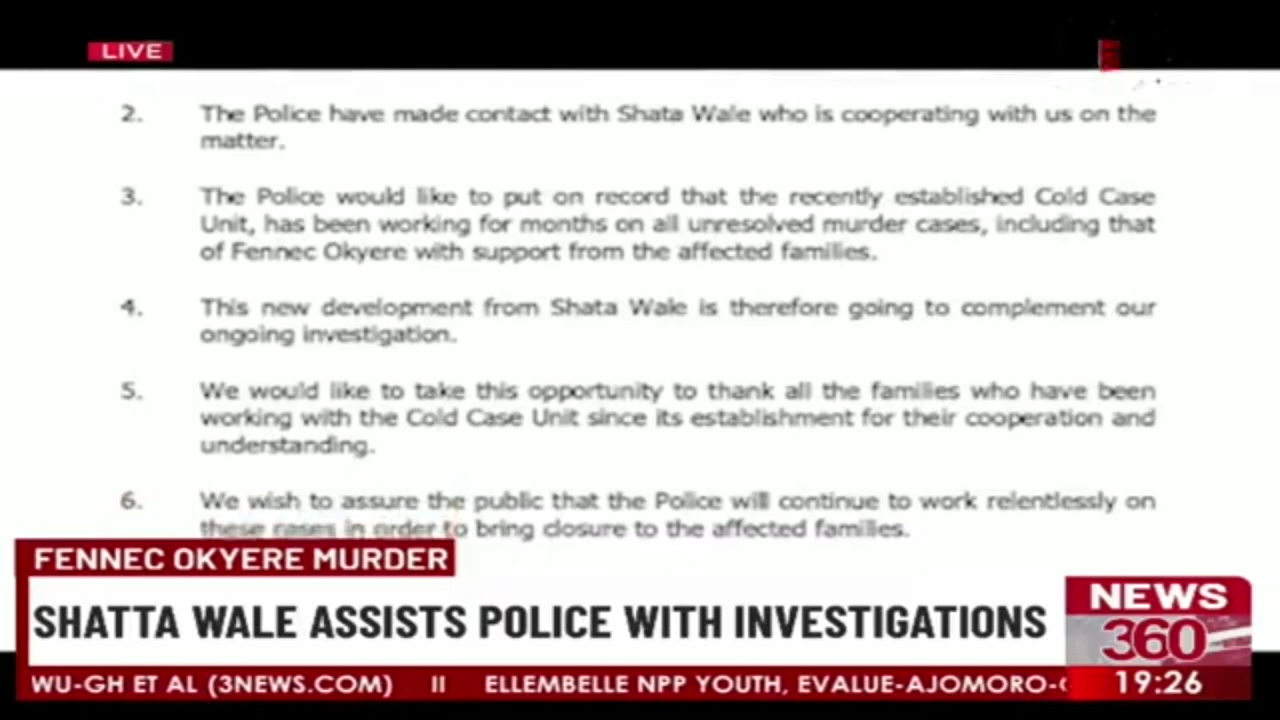 LIVE
2. The Police have made contact with Shata Wale who is cooperating with us on the
matter.
3. The Police would like to put on record that the recently established Cold Case
Unit, has been working for months on all unresolved murder cases, including that
of Fennec Okyere with support from the affected families.
4. This new development from Shata Wale is therefore going to complement our
ongoing investigation.
5. We would like to take this opportunity to thank all the families who have been
working with the Cold Case Unit since its establishment for their cooperation and
understanding.
6. We wish to assure the public that the Police will continue to work relentlessly on
these cases in order to bring closure to the affected families.
FENNEC OKYERE MURDER
SHATTA WALE ASSISTS POLICE WITH INVESTIGATIONS
NEWS
360
WU-GH ET AL (3NEWS.COM) II ELLEMBELLE NPP YOUTH, EVALUE-AJOMORO-
19:26